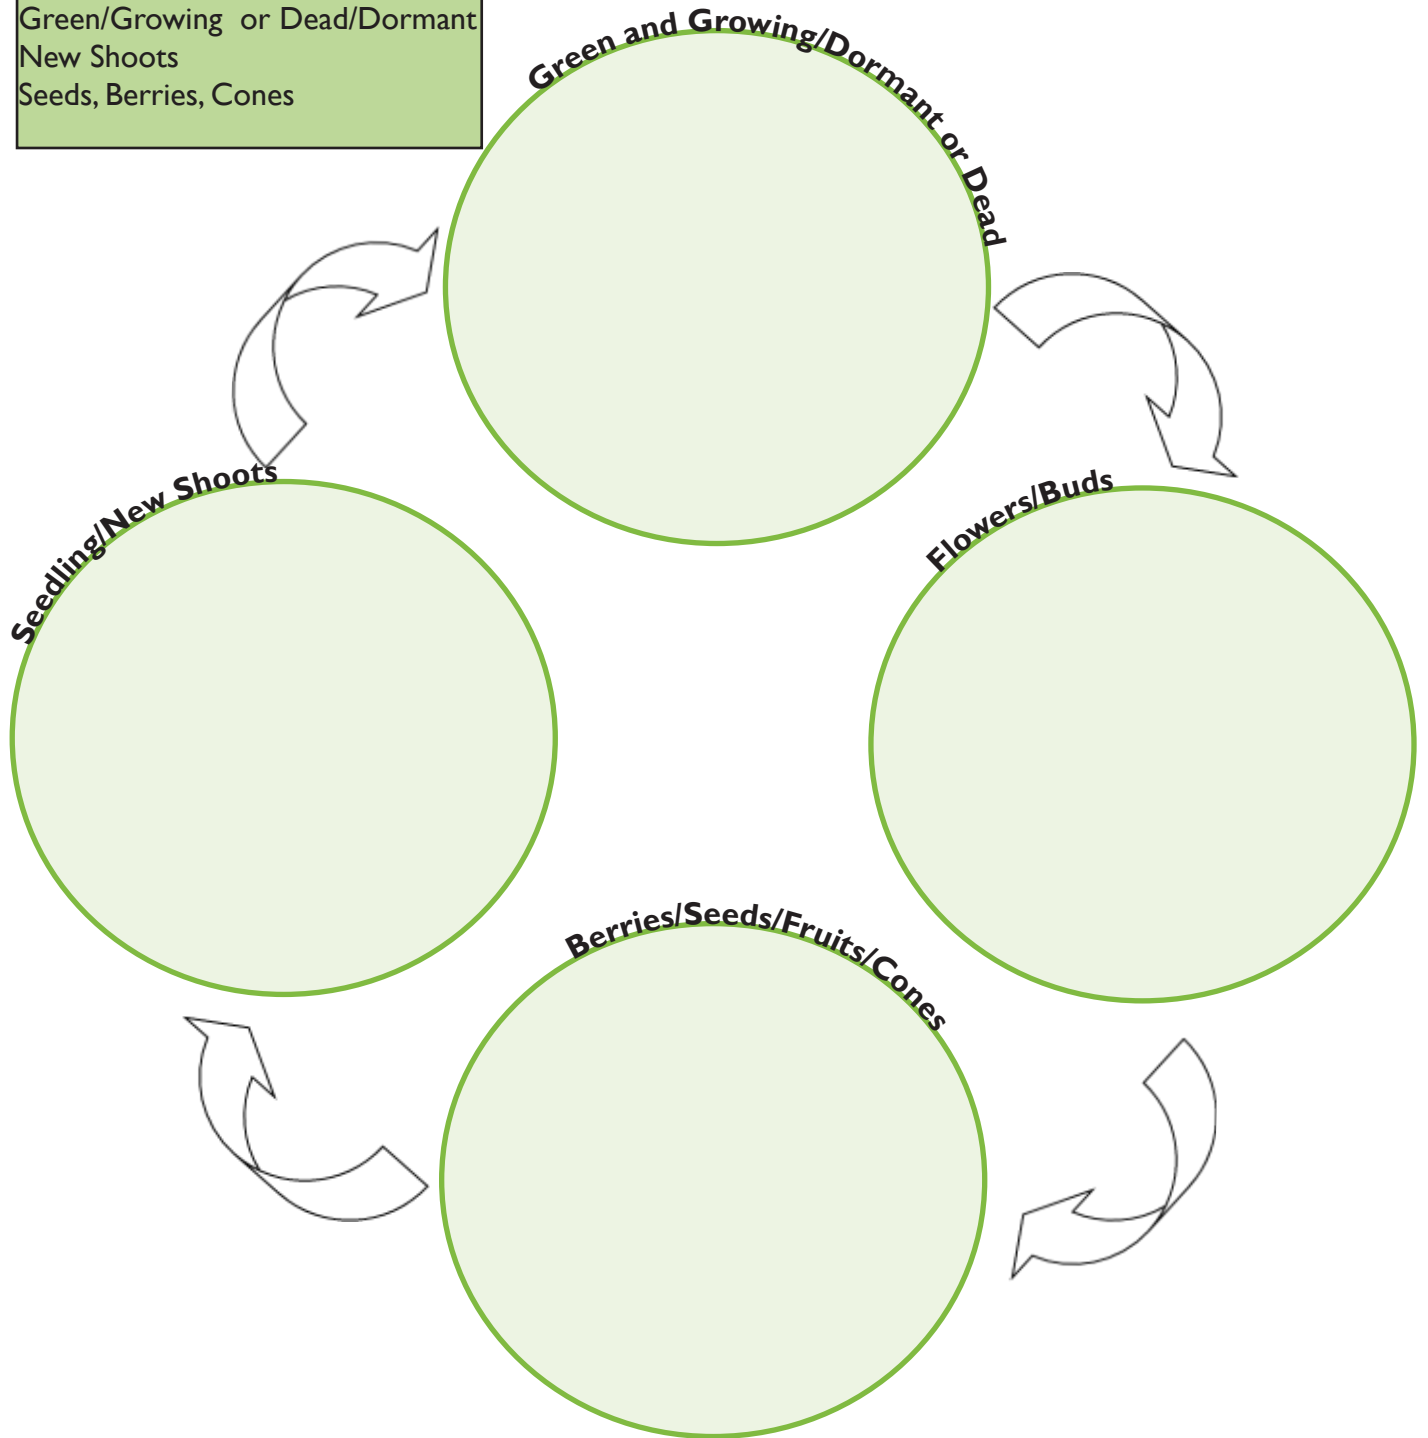 Green/Growing or Dead/Dormant
New Shoots
Seeds, Berries, Cones
Green and Growing/Dormant or Dead
Seedling/New Shoots
Flowers/Buds
Berries/Seeds/Fruits/Cones